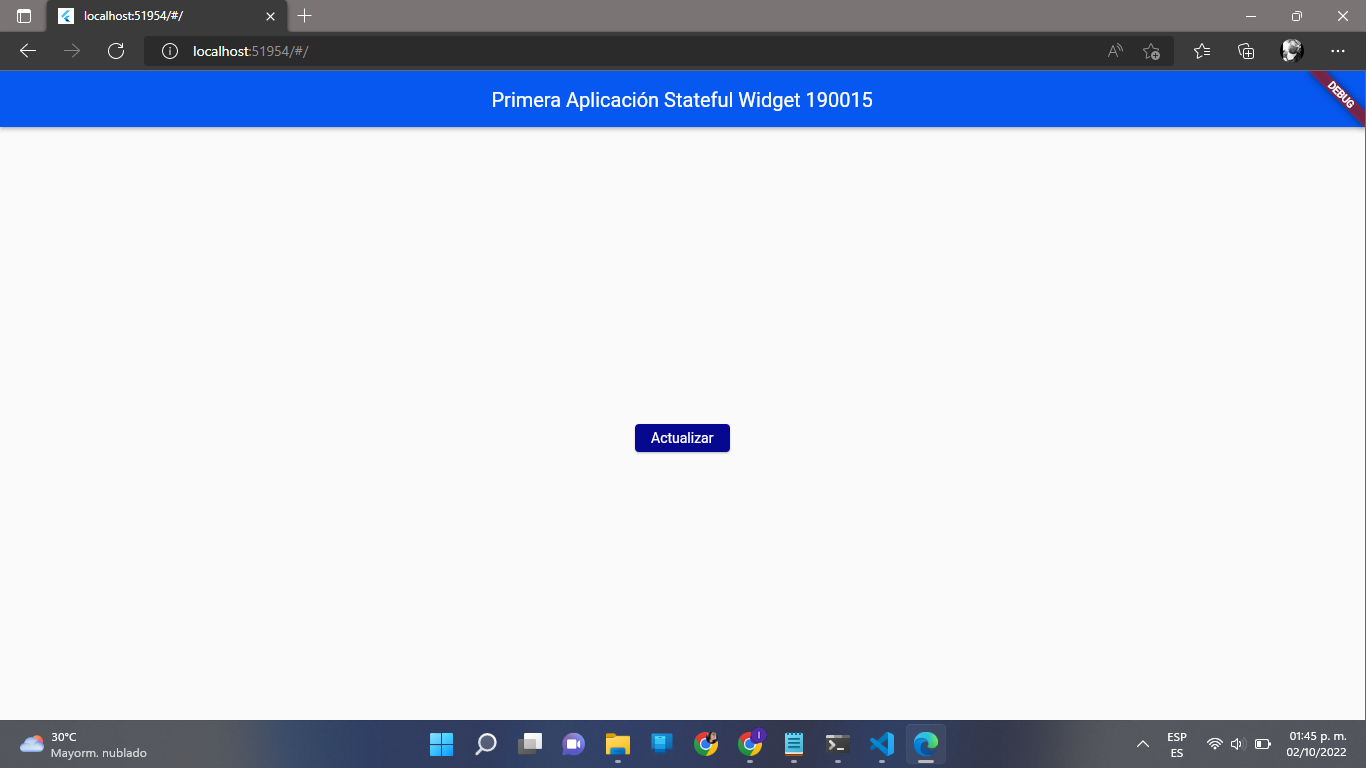 localhost:51954/#/
localhost:51954/#/
Primera Aplicación Stateful Widget 190015
DEBUG
Actualizar
30°C
Mayorm. nublado
ESP
ES
01:45 p. m.
02/10/2022